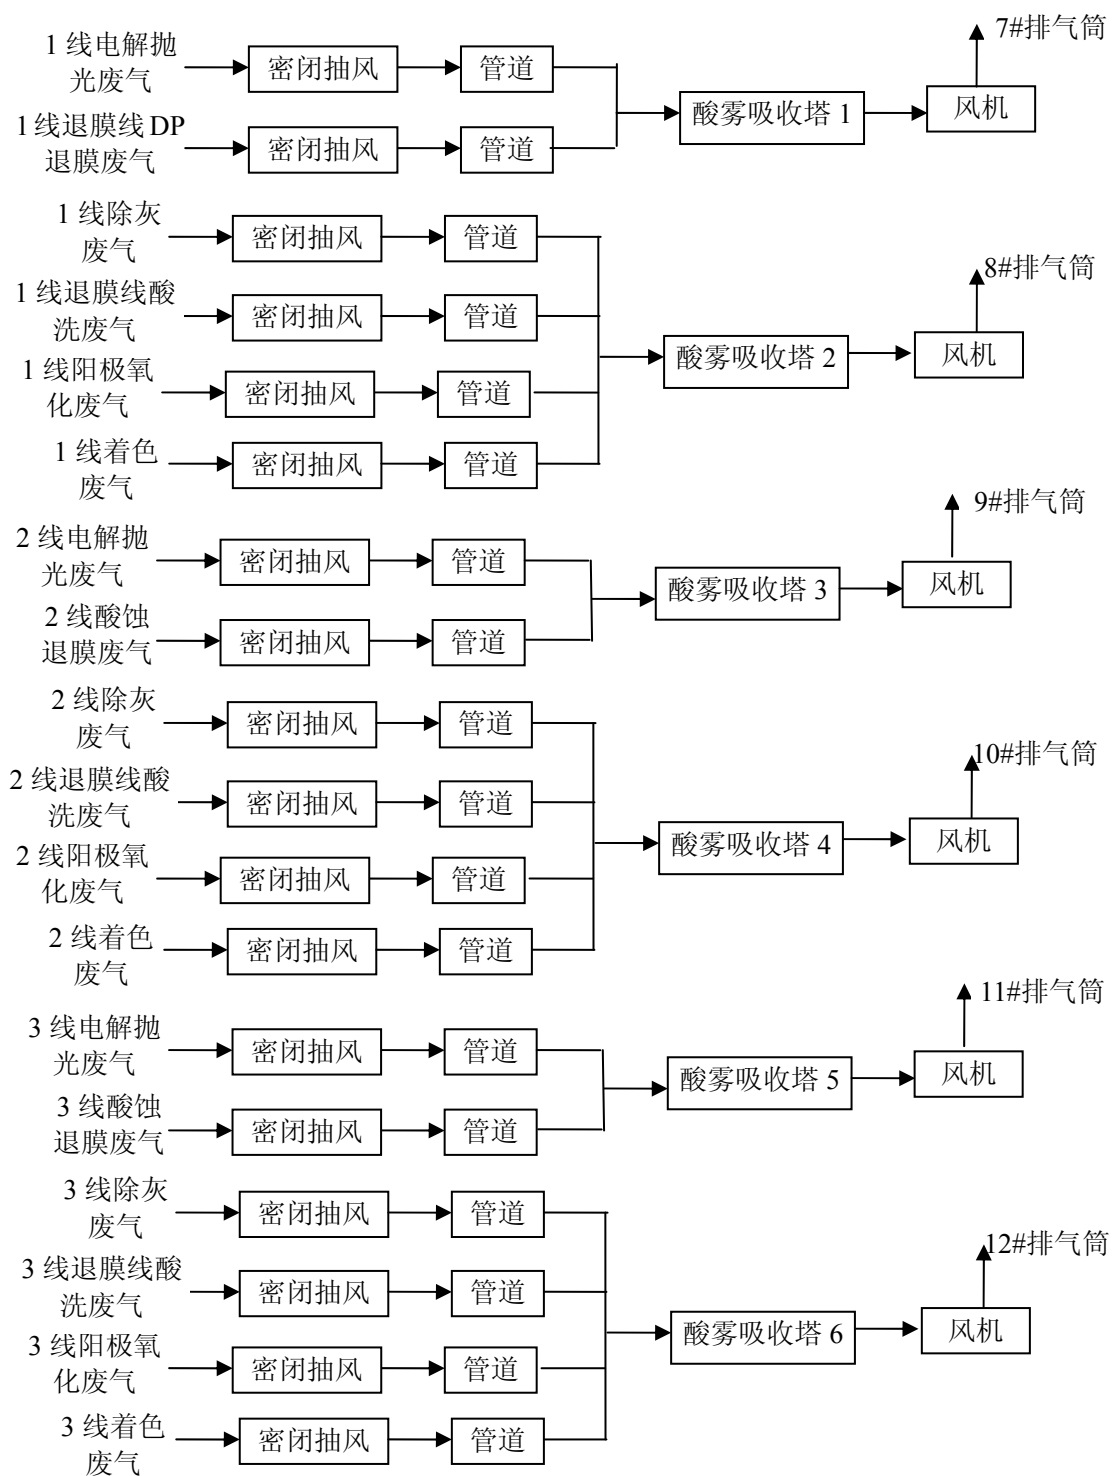 7#排气筒
1 线电解抛
光废气
密闭抽风
管道
酸雾吸收塔 1
风机
1线退膜线 DP
退膜废气
密闭抽风
管道
1 线除灰
废气
密闭抽风
管道
8#排气筒
1 线退膜线酸
洗废气
密闭抽风
管道
酸雾吸收塔 2
风机
1 线阳极氧
化废气
密闭抽风
管道
1 线着色
废气
密闭抽风
管道
9#排气筒
2 线电解抛
光废气
密闭抽风
管道
酸雾吸收塔 3
风机
2 线酸蚀
退膜废气
密闭抽风
管道
2 线除灰
废气
密闭抽风
管道
10#排气筒
2 线退膜线酸
洗废气
密闭抽风
管道
酸雾吸收塔 4
风机
2 线阳极氧
化废气
密闭抽风
管道
2 线着色
废气
密闭抽风
管道
11#排气筒
3 线电解抛
光废气
密闭抽风
管道
酸雾吸收塔 5
风机
3 线酸蚀
退膜废气
密闭抽风
管道
3 线除灰
废气
密闭抽风
管道
12#排气筒
3 线退膜线酸
洗废气
密闭抽风
管道
酸雾吸收塔 6
风机
3 线阳极氧
化废气
密闭抽风
管道
3 线着色
废气
密闭抽风
管道